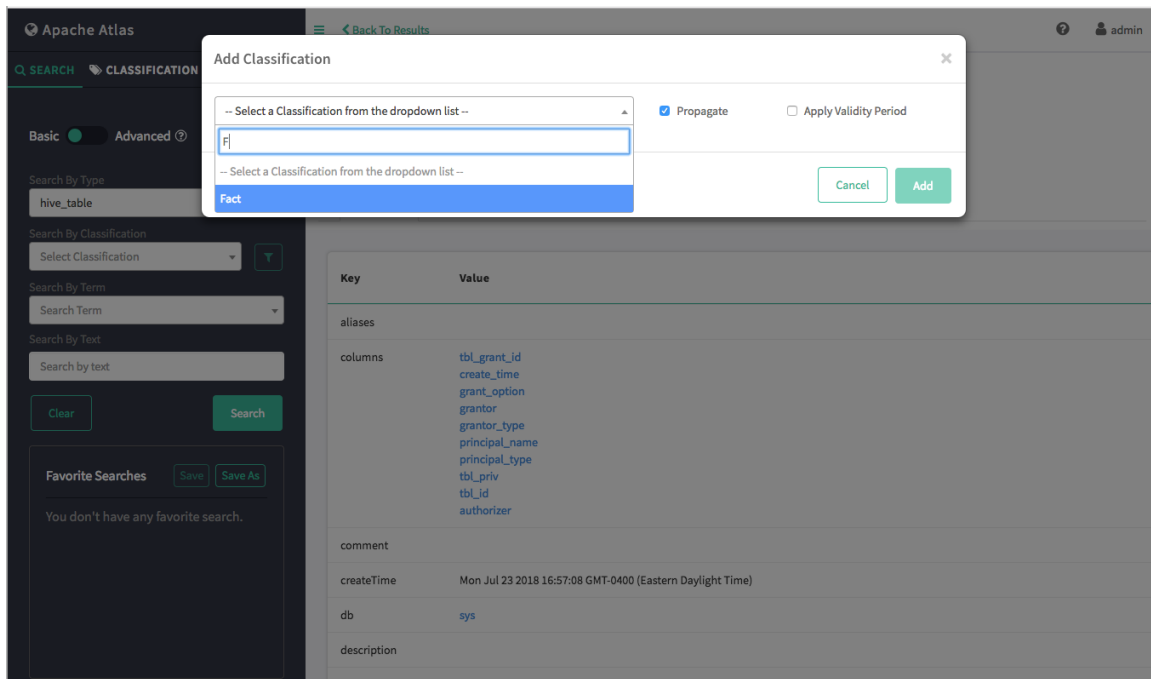 Apache Atlas
Back To Results
admin
SEARCH
CLASSIFICATION
Add Classification
×
-- Select a Classification from the dropdown list --
Propagate
Apply Validity Period
F
-- Select a Classification from the dropdown list --
Fact
Cancel
Add
Basic
Advanced
Search By Type
hive_table
Search By Classification
Select Classification
Search By Term
Search Term
Search By Text
Search by text
Clear
Search
Favorite Searches
Save
Save As
You don't have any favorite search.
Key Value
aliases
columns
tbl_grant_id
create_time
grant_option
grantor
grantor_type
principal_name
principal_type
tbl_priv
tbl_id
authorizer
comment
createTime Mon Jul 23 2018 16:57:08 GMT-0400 (Eastern Daylight Time)
db sys
description